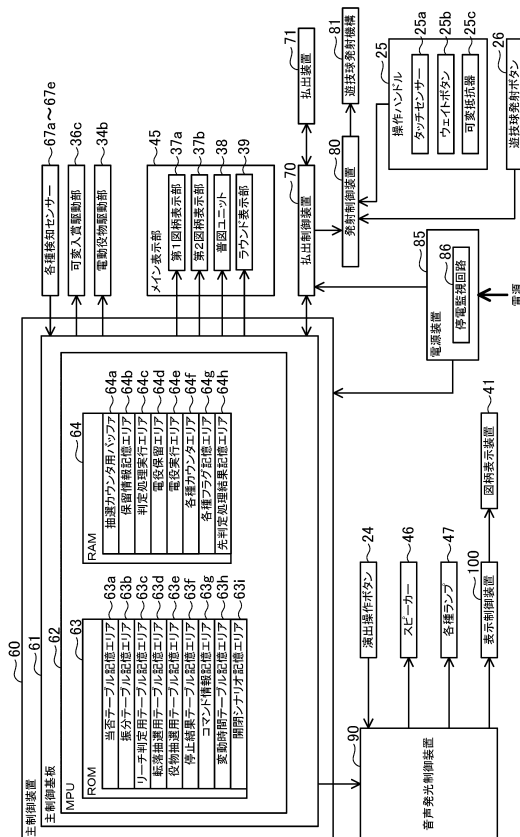 60
主制御装置
61
主制御基板
62
MPU
63
ROM
当否テーブル記憶エリア 63a
振分テーブル記憶エリア 63b
リーチ判定用テーブル記憶エリア 63c
転落抽選用テーブル記憶エリア 63d
役物抽選用テーブル記憶エリア 63e
停止結果テーブル記憶エリア 63f
コマンド情報記憶エリア 63g
変動時間テーブル記憶エリア 63h
開閉シナリオ記憶エリア 63i
64
RAM
抽選カウンタ用バッファ 64a
保留情報記憶エリア 64b
判定処理実行エリア 64c
電役保留エリア 64d
電役実行エリア 64e
各種カウンタエリア 64f
各種フラグ記憶エリア 64g
先判定処理結果記憶エリア 64h
各種検知センサー 67a~67e
可変入賞駆動部 36c
電動役物駆動部 34b
45
メイン表示部
第1図柄表示部 37a
第2図柄表示部 37b
普図ユニット 38
ラウンド表示部 39
70
払出制御装置
71
払出装置
80
発射制御装置
81
遊技球発射機構
25
操作ハンドル
タッチセンサー 25a
ウェイトボタン 25b
可変抵抗器 25c
26
遊技球発射ボタン
85
電源装置
86
停電監視回路
電源
90
音声発光制御装置
24
演出操作ボタン
46
スピーカー
47
各種ランプ
100
表示制御装置
41
図柄表示装置